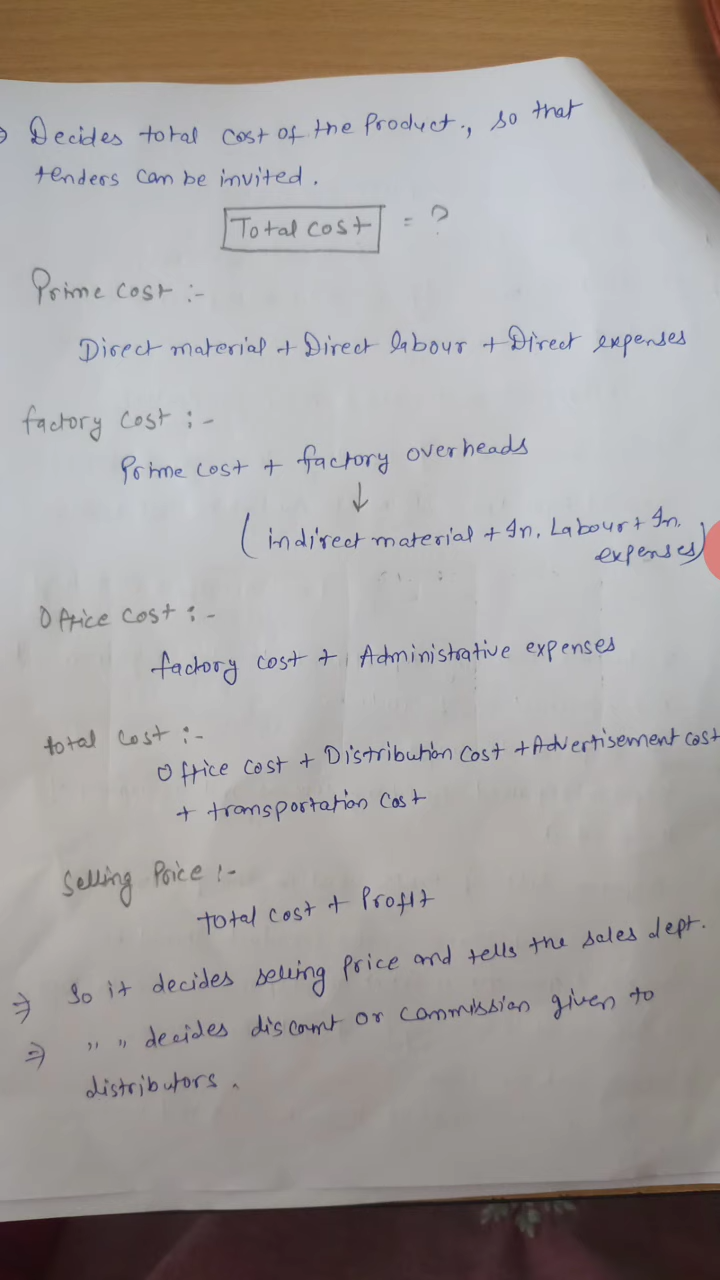 ⇒ Decides total cost of the Product., so that
tenders can be invited.
Total cost = ?
Prime cost :-
Direct material + Direct labour + Direct expenses
factory cost :-
Prime cost + factory overheads
↓
(indirect material + In. Labour + In.
expenses)
Office cost :-
factory cost + Administrative expenses
total cost :-
Office cost + Distribution cost + Advertisement cost
+ transportation cost
Selling Price :-
total cost + Profit
⇒ So it decides selling price and tells the sales dept.
⇒ ,, ,, decides discount or commission given to
distributors.